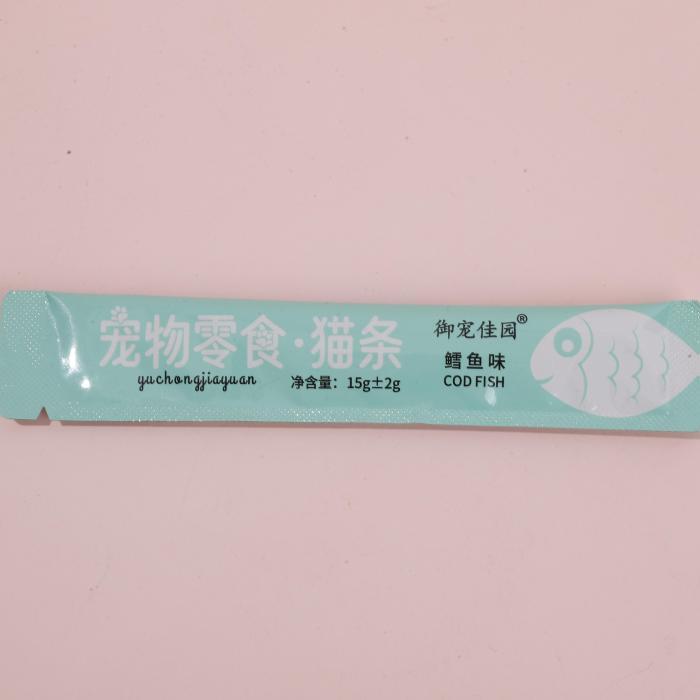 宠物零食·猫条
yuchongjiayuan
净含量：15g±2g
御宠佳园®
鳕鱼味
COD FISH